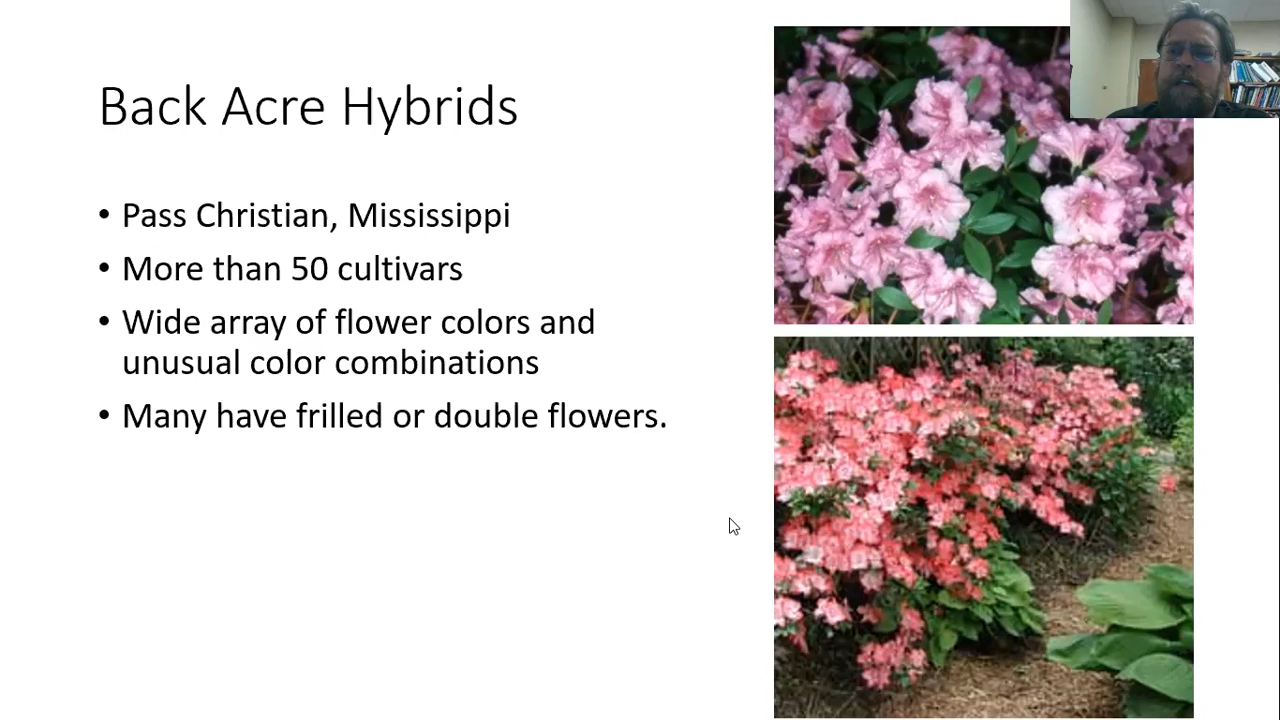 Back Acre Hybrids
• Pass Christian, Mississippi
• More than 50 cultivars
• Wide array of flower colors and
unusual color combinations
• Many have frilled or double flowers.